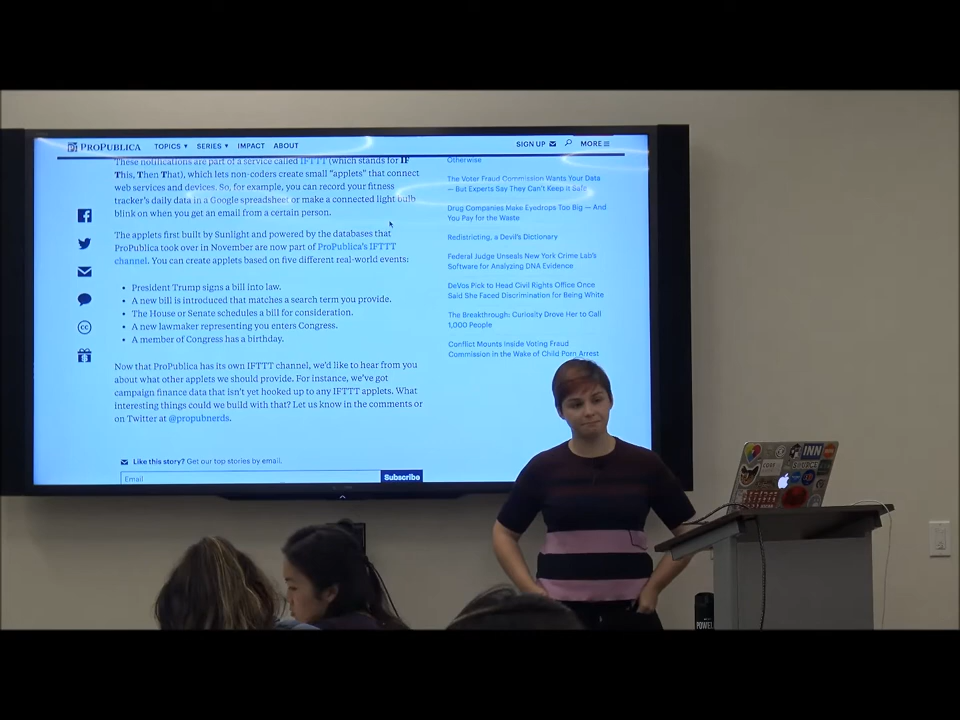 PROPUBLICA TOPICS ▾ SERIES ▾ IMPACT ABOUT SIGN UP MORE
These notifications are part of a service called IFTTT (which stands for IF
This, Then That), which lets non-coders create small “applets” that connect
web services and devices. So, for example, you can record your fitness
tracker’s daily data in a Google spreadsheet or make a connected light bulb
blink on when you get an email from a certain person.
The applets first built by Sunlight and powered by the databases that
ProPublica took over in November are now part of ProPublica’s IFTTT
channel. You can create applets based on five different real-world events:
• President Trump signs a bill into law.
• A new bill is introduced that matches a search term you provide.
• The House or Senate schedules a bill for consideration.
• A new lawmaker representing you enters Congress.
• A member of Congress has a birthday.
Now that ProPublica has its own IFTTT channel, we’d like to hear from you
about what other applets we should provide. For instance, we’ve got
campaign finance data that isn’t yet hooked up to any IFTTT applets. What
interesting things could we build with that? Let us know in the comments or
on Twitter at @propubnerds.
Like this story? Get our top stories by email.
Email
Subscribe
Otherwise
The Voter Fraud Commission Wants Your Data
— But Experts Say They Can’t Keep it Safe
Drug Companies Make Eyedrops Too Big — And
You Pay for the Waste
Redistricting, a Devil’s Dictionary
Federal Judge Unseals New York Crime Lab’s
Software for Analyzing DNA Evidence
DeVos Pick to Head Civil Rights Office Once
Said She Faced Discrimination for Being White
The Breakthrough: Curiosity Drove Her to Call
1,000 People
Conflict Mounts Inside Voting Fraud
Commission in the Wake of Child Porn Arrest
cc
INN
SOURCE
POWER